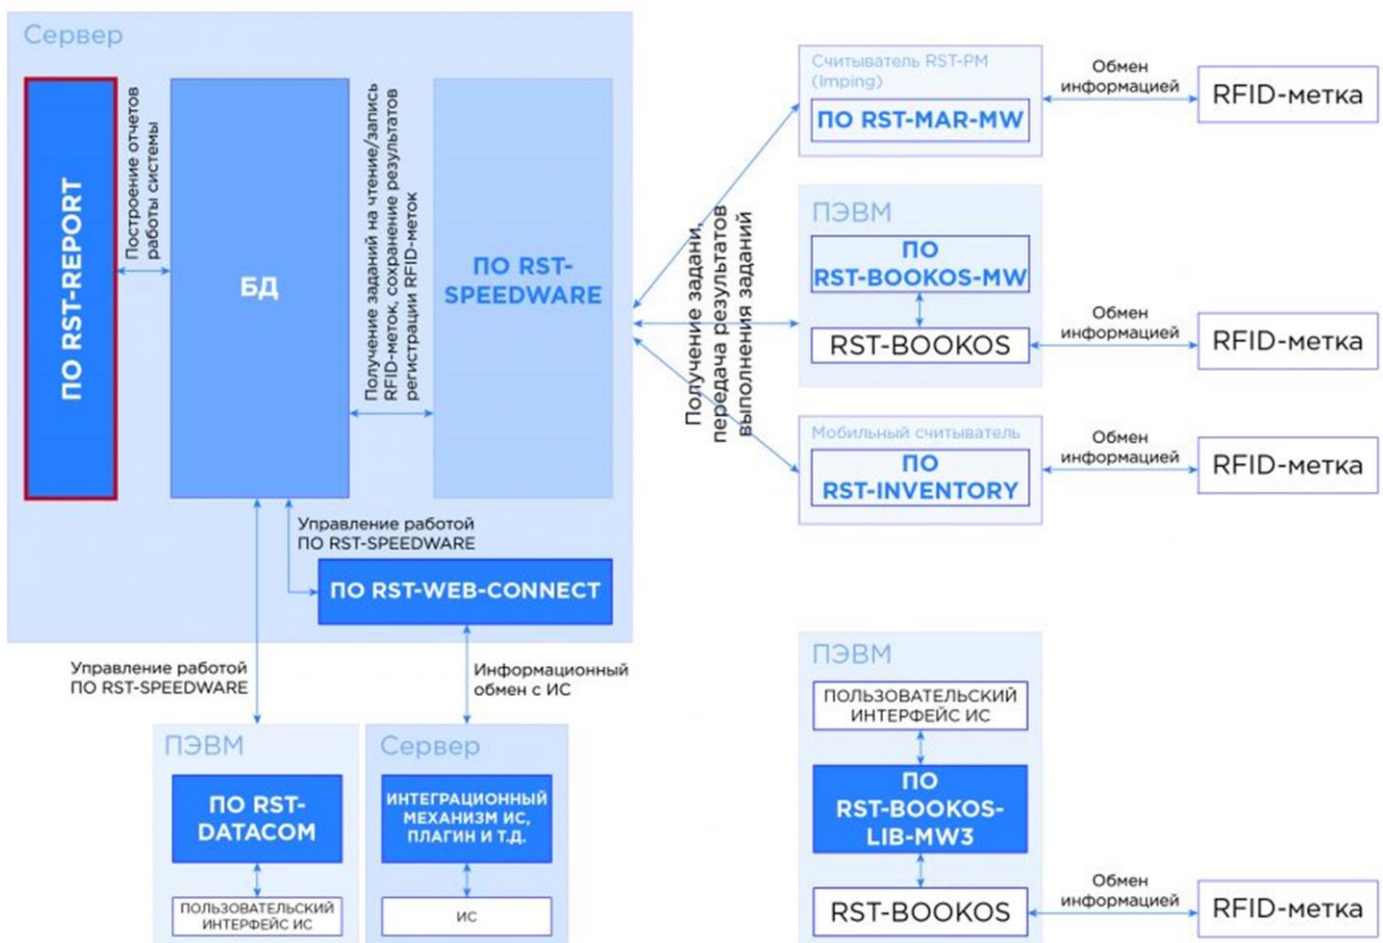 Сервер
ПО RST-REPORT
Построение отчетов
работы системы
БД
Получение заданий на чтение/запись
RFID-меток, сохранение результатов
регистрации RFID-меток
ПО RST-
SPEEDWARE
Управление работой
ПО RST-SPEEDWARE
ПО RST-WEB-CONNECT
Получение задани,
передача результатов
выполнения заданий
Считыватель RST-PM
(Imping)
ПО RST-MAR-MW
Обмен
информацией
RFID-метка
ПЭВМ
ПО
RST-BOOKOS-MW
RST-BOOKOS
Обмен
информацией
RFID-метка
Мобильный считыватель
ПО
RST-INVENTORY
Обмен
информацией
RFID-метка
Управление работой
ПО RST-SPEEDWARE
Информационный
обмен с ИС
ПЭВМ
ПО RST-
DATACOM
ПОЛЬЗОВАТЕЛЬСКИЙ
ИНТЕРФЕЙС ИС
Сервер
ИНТЕГРАЦИОННЫЙ
МЕХАНИЗМ ИС,
ПЛАГИН И Т.Д.
ИС
ПЭВМ
ПОЛЬЗОВАТЕЛЬСКИЙ
ИНТЕРФЕЙС ИС
ПО
RST-BOOKOS-
LIB-MW3
RST-BOOKOS
Обмен
информацией
RFID-метка